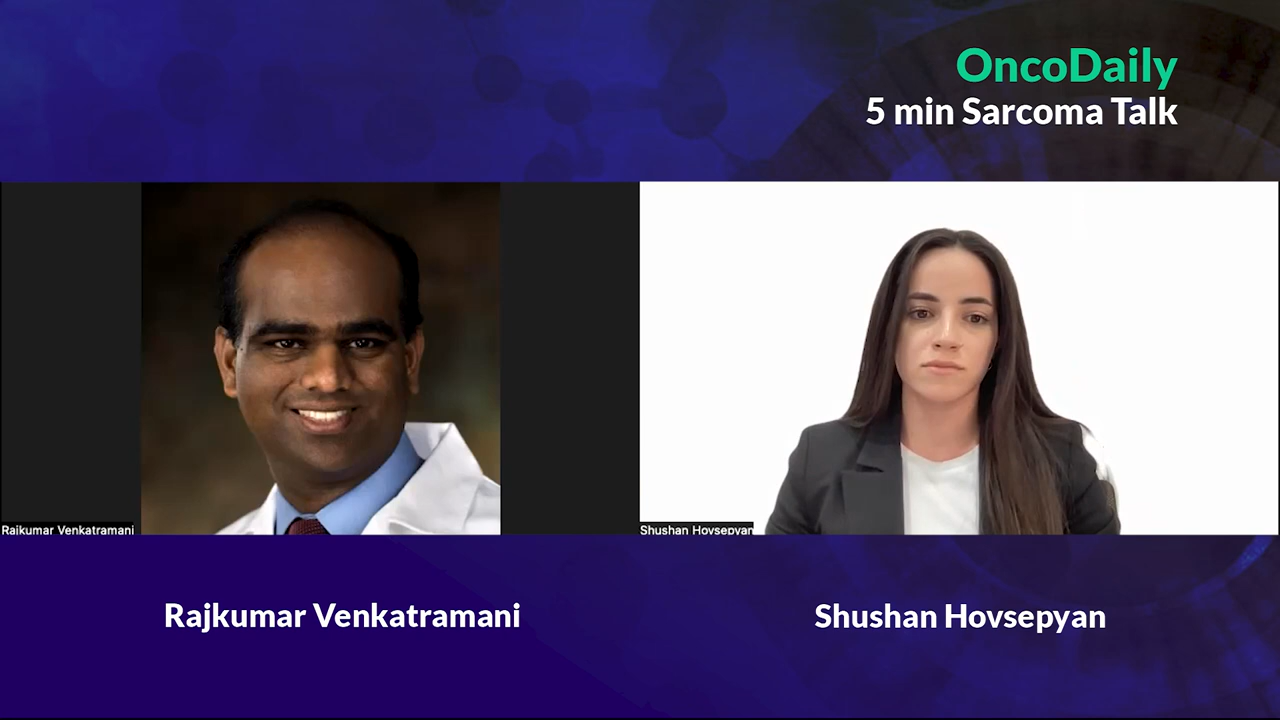 OncoDaily
5 min Sarcoma Talk
Rajkumar Venkatramani
Shushan Hovsepyan
Rajkumar Venkatramani
Shushan Hovsepyan